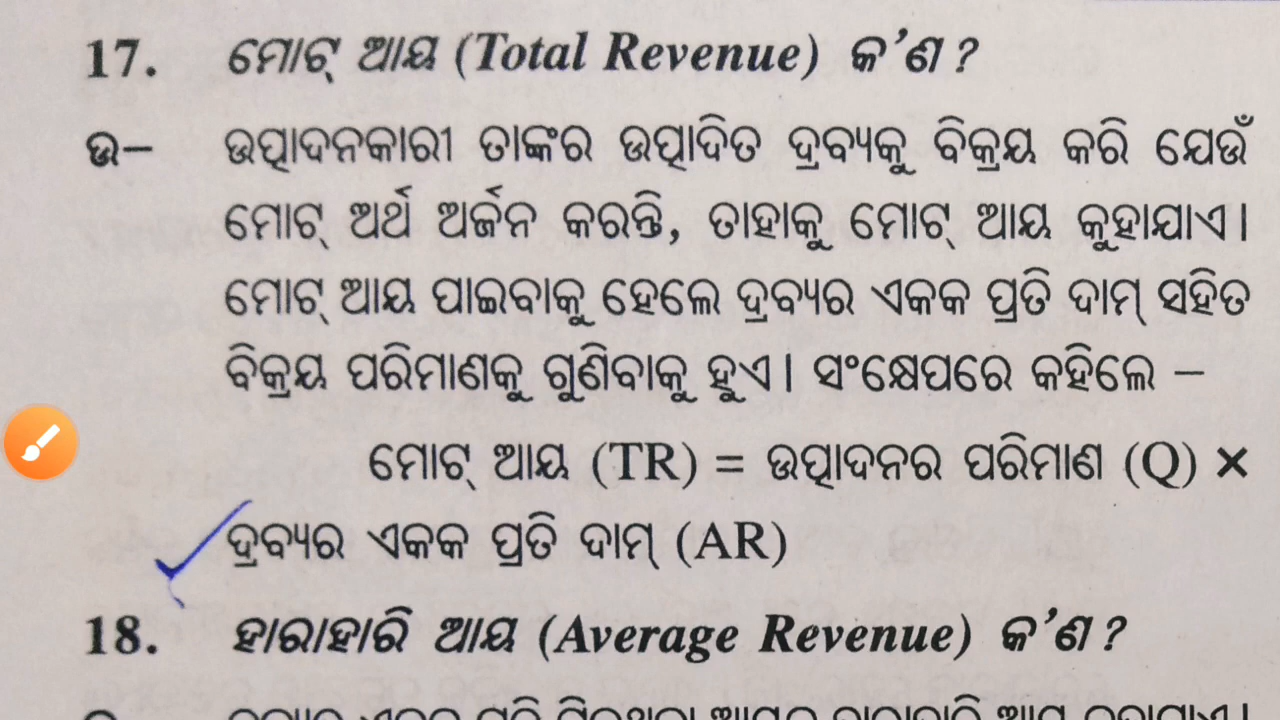 17. ମୋଟ୍ ଆୟ (Total Revenue) କ'ଣ ?
ଉ– ଉତ୍ପାଦନକାରୀ ତାଙ୍କର ଉତ୍ପାଦିତ ଦ୍ରବ୍ୟକୁ ବିକ୍ରୟ କରି ଯେଉଁ
ମୋଟ୍ ଅର୍ଥ ଅର୍ଜନ କରନ୍ତି, ତାହାକୁ ମୋଟ୍ ଆୟ କୁହାଯାଏ।
ମୋଟ୍ ଆୟ ପାଇବାକୁ ହେଲେ ଦ୍ରବ୍ୟର ଏକକ ପ୍ରତି ଦାମ୍ ସହିତ
ବିକ୍ରୟ ପରିମାଣକୁ ଗୁଣିବାକୁ ହୁଏ। ସଂକ୍ଷେପରେ କହିଲେ –
ମୋଟ୍ ଆୟ (TR) = ଉତ୍ପାଦନର ପରିମାଣ (Q) ×
ଦ୍ରବ୍ୟର ଏକକ ପ୍ରତି ଦାମ୍ (AR)
18. ହାରାହାରି ଆୟ (Average Revenue) କ'ଣ ?